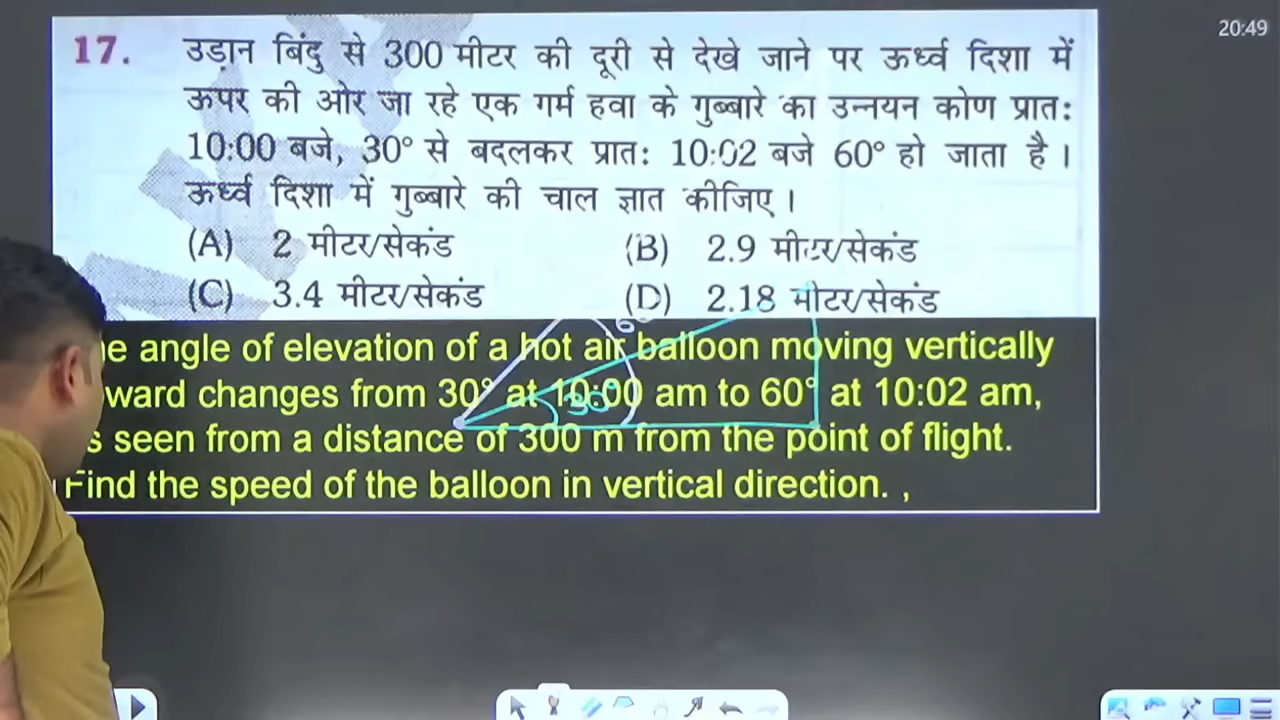 20:49
17. उड़ान बिंदु से 300 मीटर की दूरी से देखे जाने पर ऊर्ध्व दिशा में
ऊपर की ओर जा रहे एक गर्म हवा के गुब्बारे का उन्नयन कोण प्रातः
10:00 बजे, 30° से बदलकर प्रातः 10:02 बजे 60° हो जाता है।
ऊर्ध्व दिशा में गुब्बारे की चाल ज्ञात कीजिए।
(A) 2 मीटर/सेकंड (B) 2.9 मीटर/सेकंड
(C) 3.4 मीटर/सेकंड (D) 2.18 मीटर/सेकंड
he angle of elevation of a hot air balloon moving vertically
ward changes from 30° at 10:00 am to 60° at 10:02 am,
s seen from a distance of 300 m from the point of flight.
Find the speed of the balloon in vertical direction. ,
30°